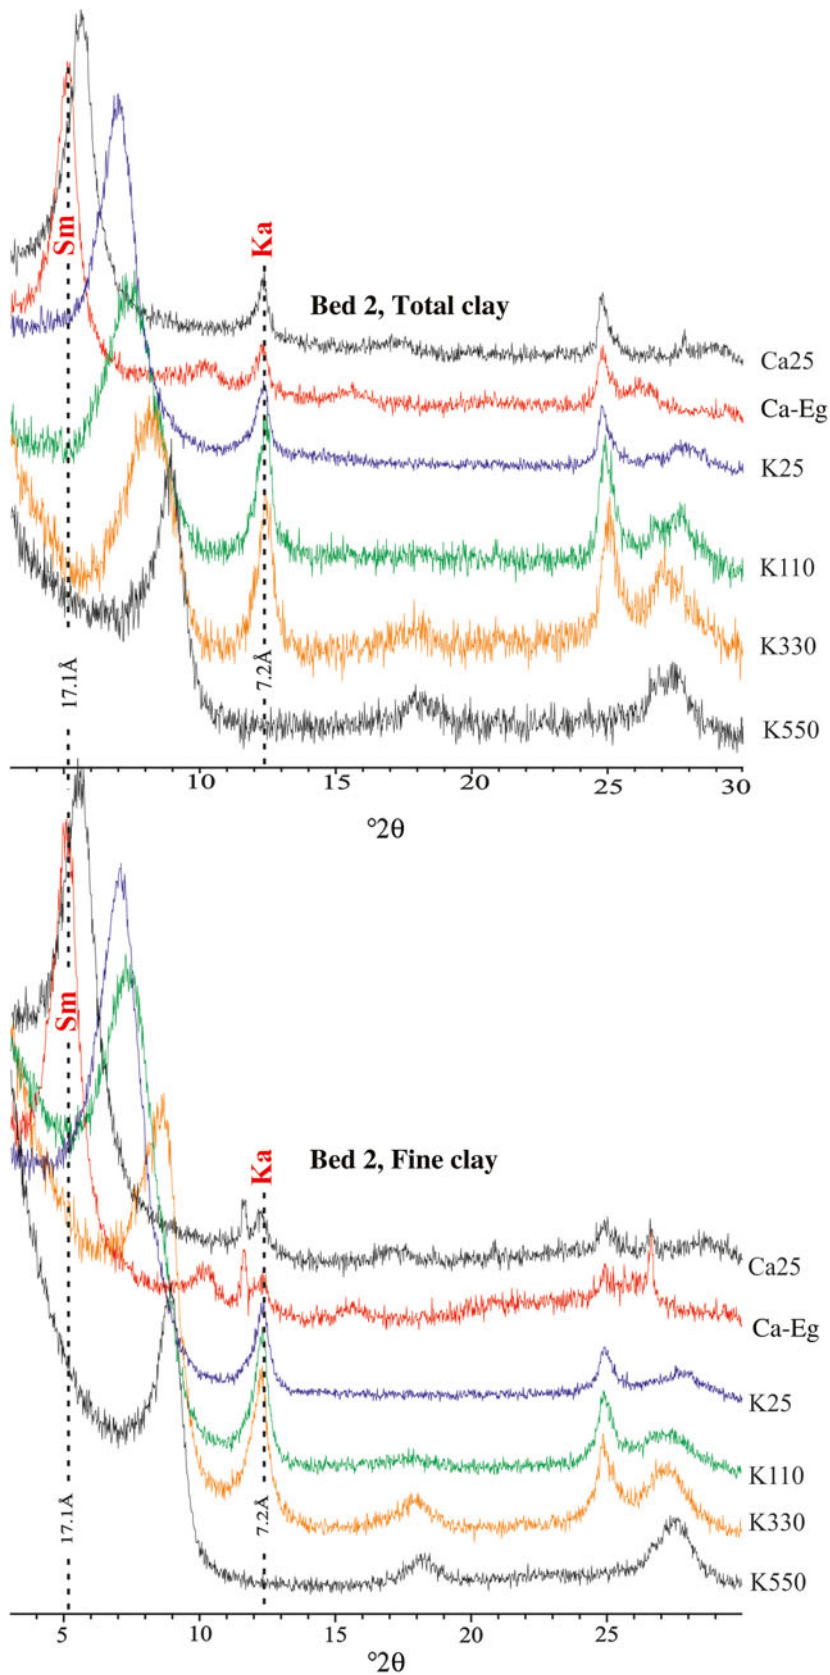 Sm
Ka
Bed 2, Total clay
Ca25
Ca-Eg
K25
K110
K330
K550
17.1Å
7.2Å
10
15
20
25
30
°2θ
Sm
Ka
Bed 2, Fine clay
Ca25
Ca-Eg
K25
K110
K330
K550
17.1Å
7.2Å
5
10
15
20
25
°2θ